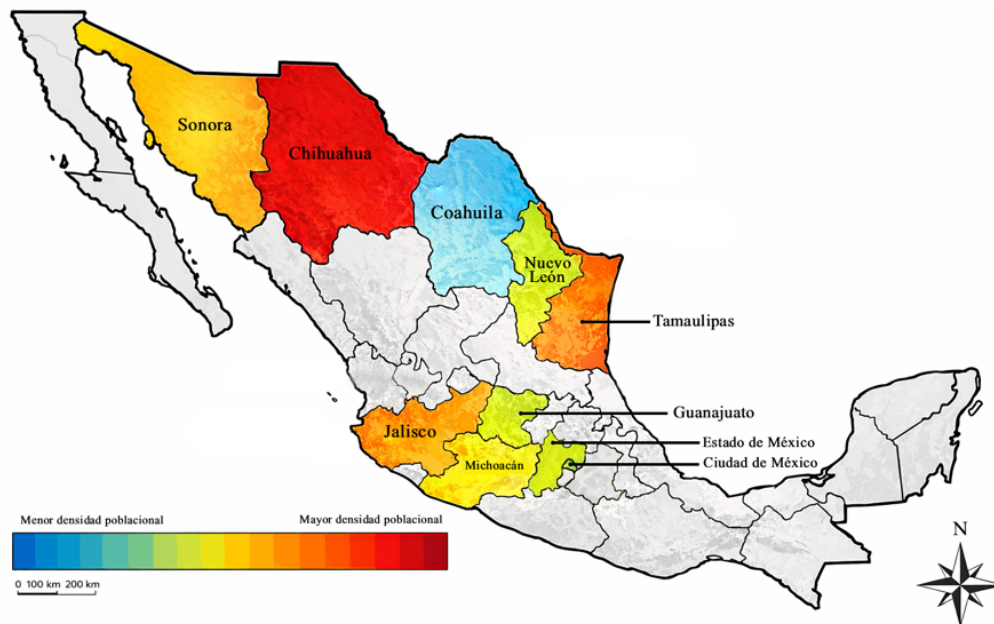 Sonora
Chihuahua
Coahuila
Nuevo
León
Tamaulipas
Guanajuato
Jalisco
Estado de México
Michoacán
Ciudad de México
Menor densidad poblacional
Mayor densidad poblacional
0 100 km 200 km
N